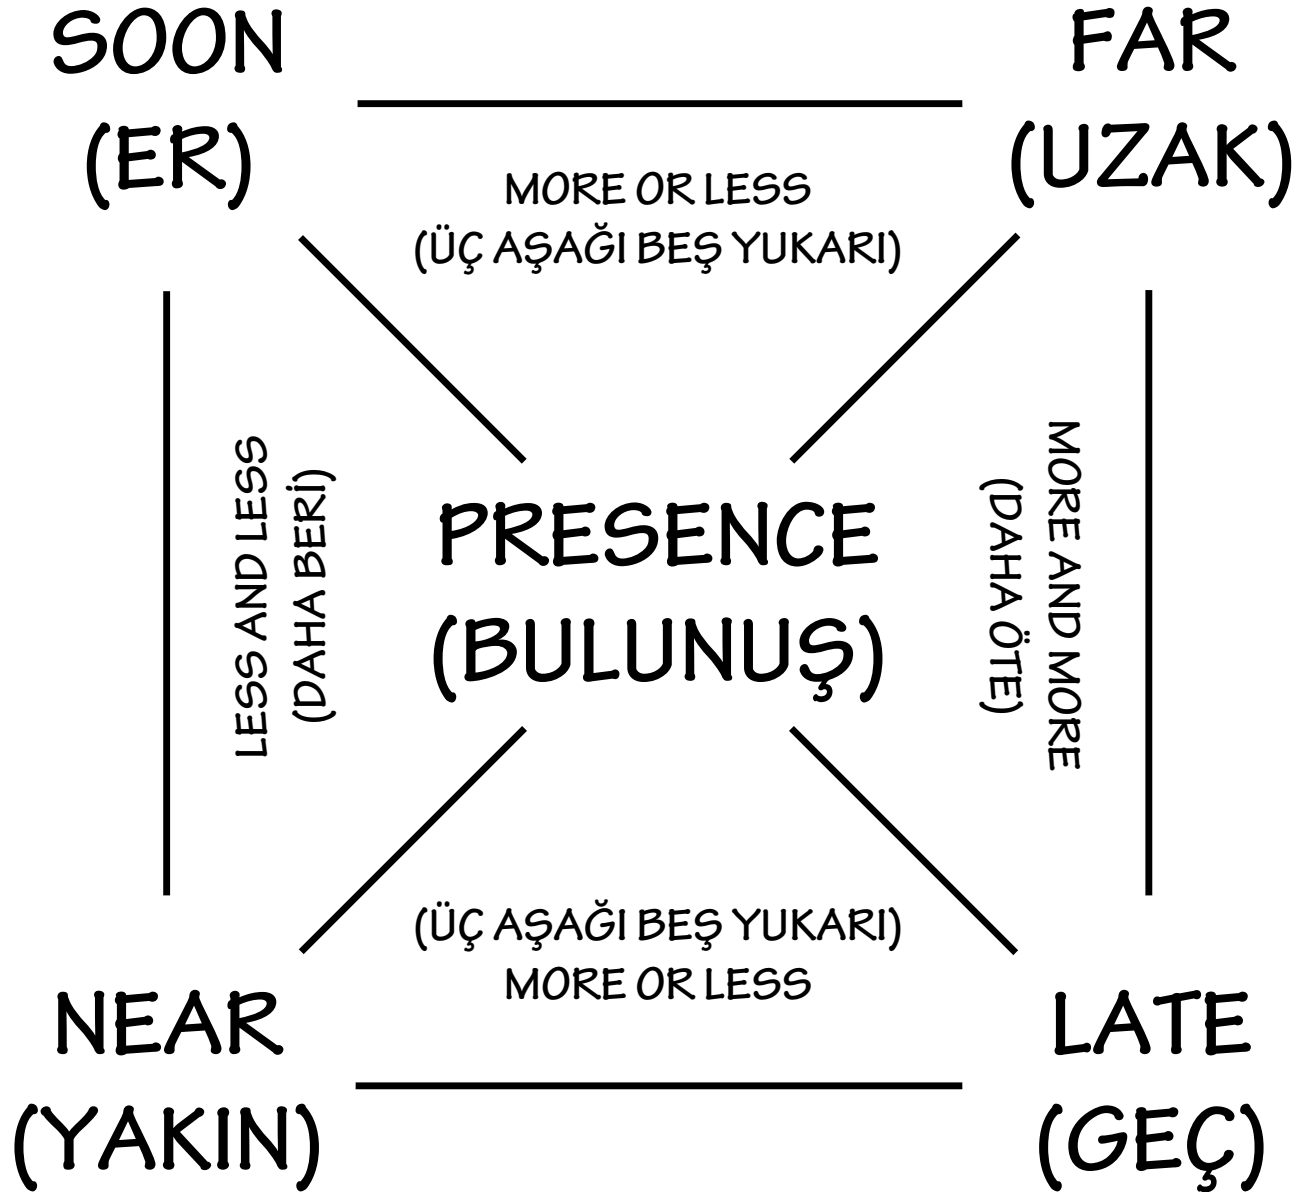 SOON
(ER)
FAR
(UZAK)
MORE OR LESS
(ÜÇ AŞAĞI BEŞ YUKARI)
LESS AND LESS
(DAHA BERİ)
PRESENCE
(BULUNUŞ)
MORE AND MORE
(DAHA ÖTE)
(ÜÇ AŞAĞI BEŞ YUKARI)
MORE OR LESS
NEAR
(YAKIN)
LATE
(GEÇ)